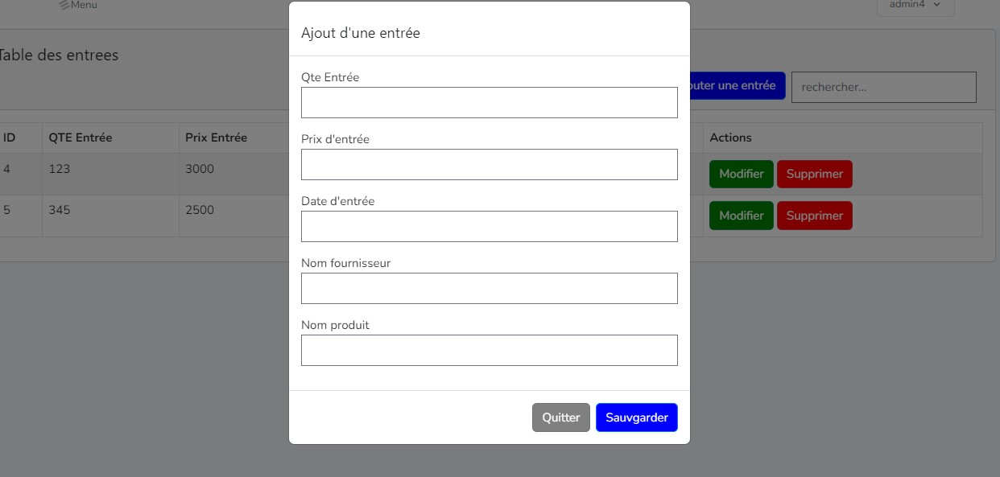 Menu
admin4
Table des entrees
outer une entrée
rechercher...
ID QTE Entrée Prix Entrée Actions
4 123 3000 Modifier Supprimer
5 345 2500 Modifier Supprimer
Ajout d'une entrée
Qte Entrée
Prix d'entrée
Date d'entrée
Nom fournisseur
Nom produit
Quitter Sauvgarder